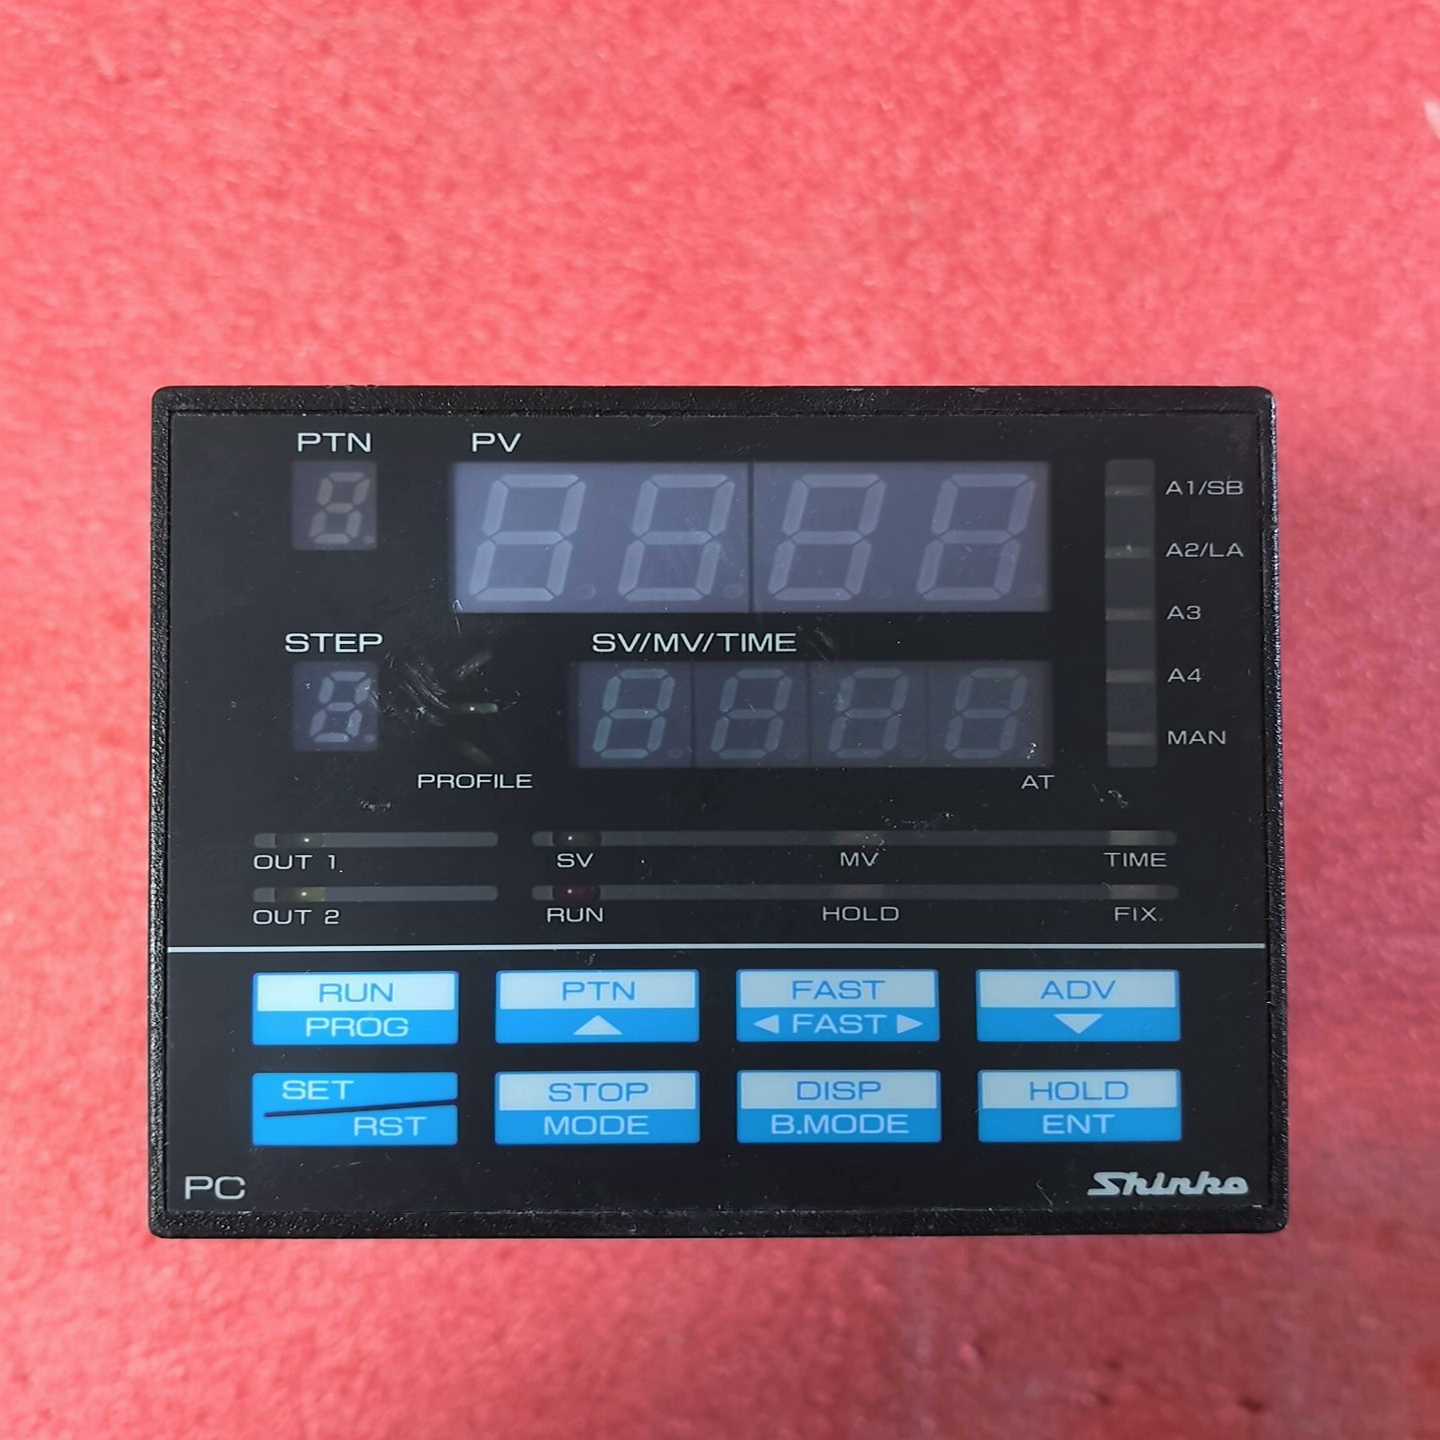 PTN PV
A1/SB
A2/LA
A3
STEP SV/MV/TIME
A4
MAN
PROFILE AT
OUT 1 SV MV TIME
OUT 2 RUN HOLD FIX.
RUN PTN FAST ADV
PROG ▲ ◀ FAST ▶ ▼
SET STOP DISP HOLD
RST MODE B.MODE ENT
PC Shinko